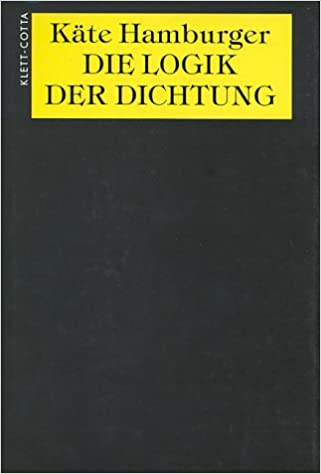 KLETT-COTTA
Käte Hamburger
DIE LOGIK
DER DICHTUNG